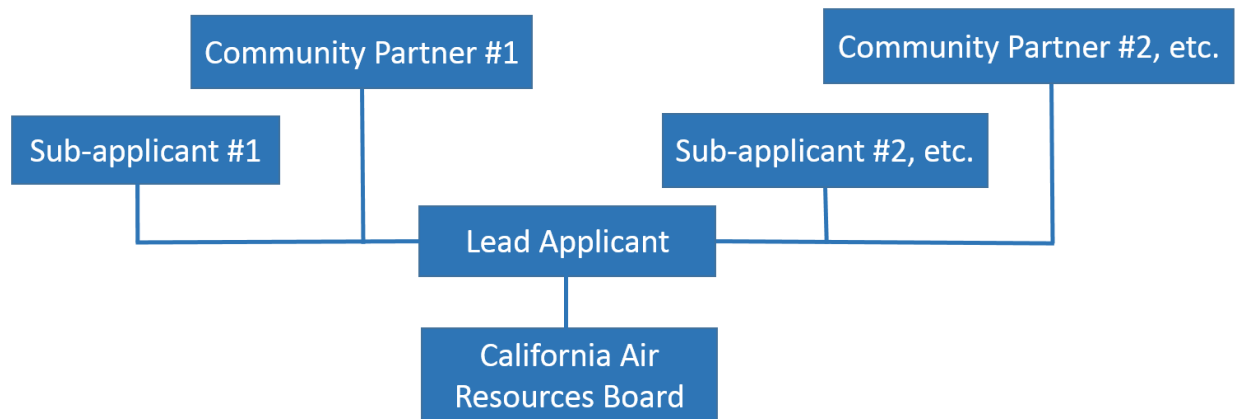 Community Partner #1
Community Partner #2, etc.
Sub-applicant #1
Sub-applicant #2, etc.
Lead Applicant
California Air
Resources Board